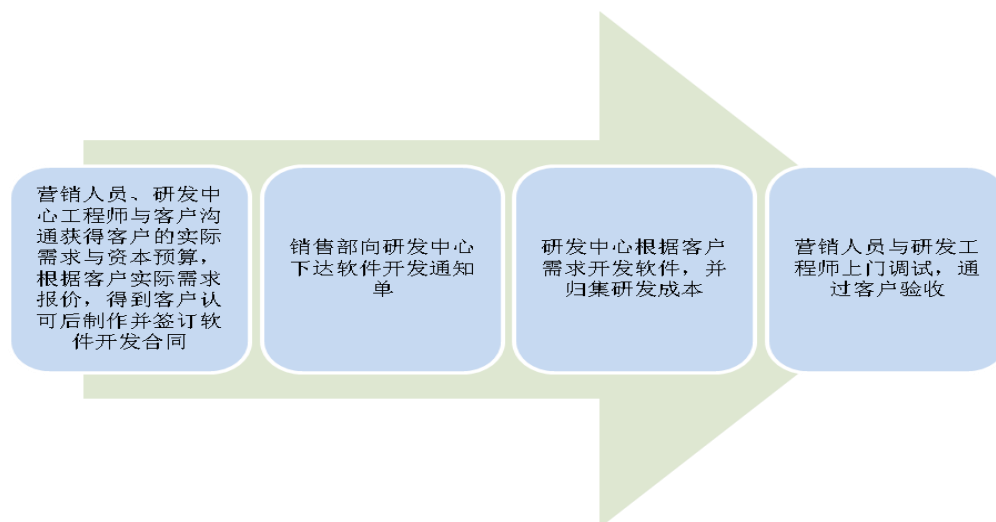 营销人员、研发中
心工程师与客户沟
通获得客户的实际
需求与资本预算，
根据客户实际需求
报价，得到客户认
可后制作并签订软
件开发合同
销售部向研发中心
下达软件开发通知
单
研发中心根据客户
需求开发软件，并
归集研发成本
营销人员与研发工
程师上门调试，通
过客户验收